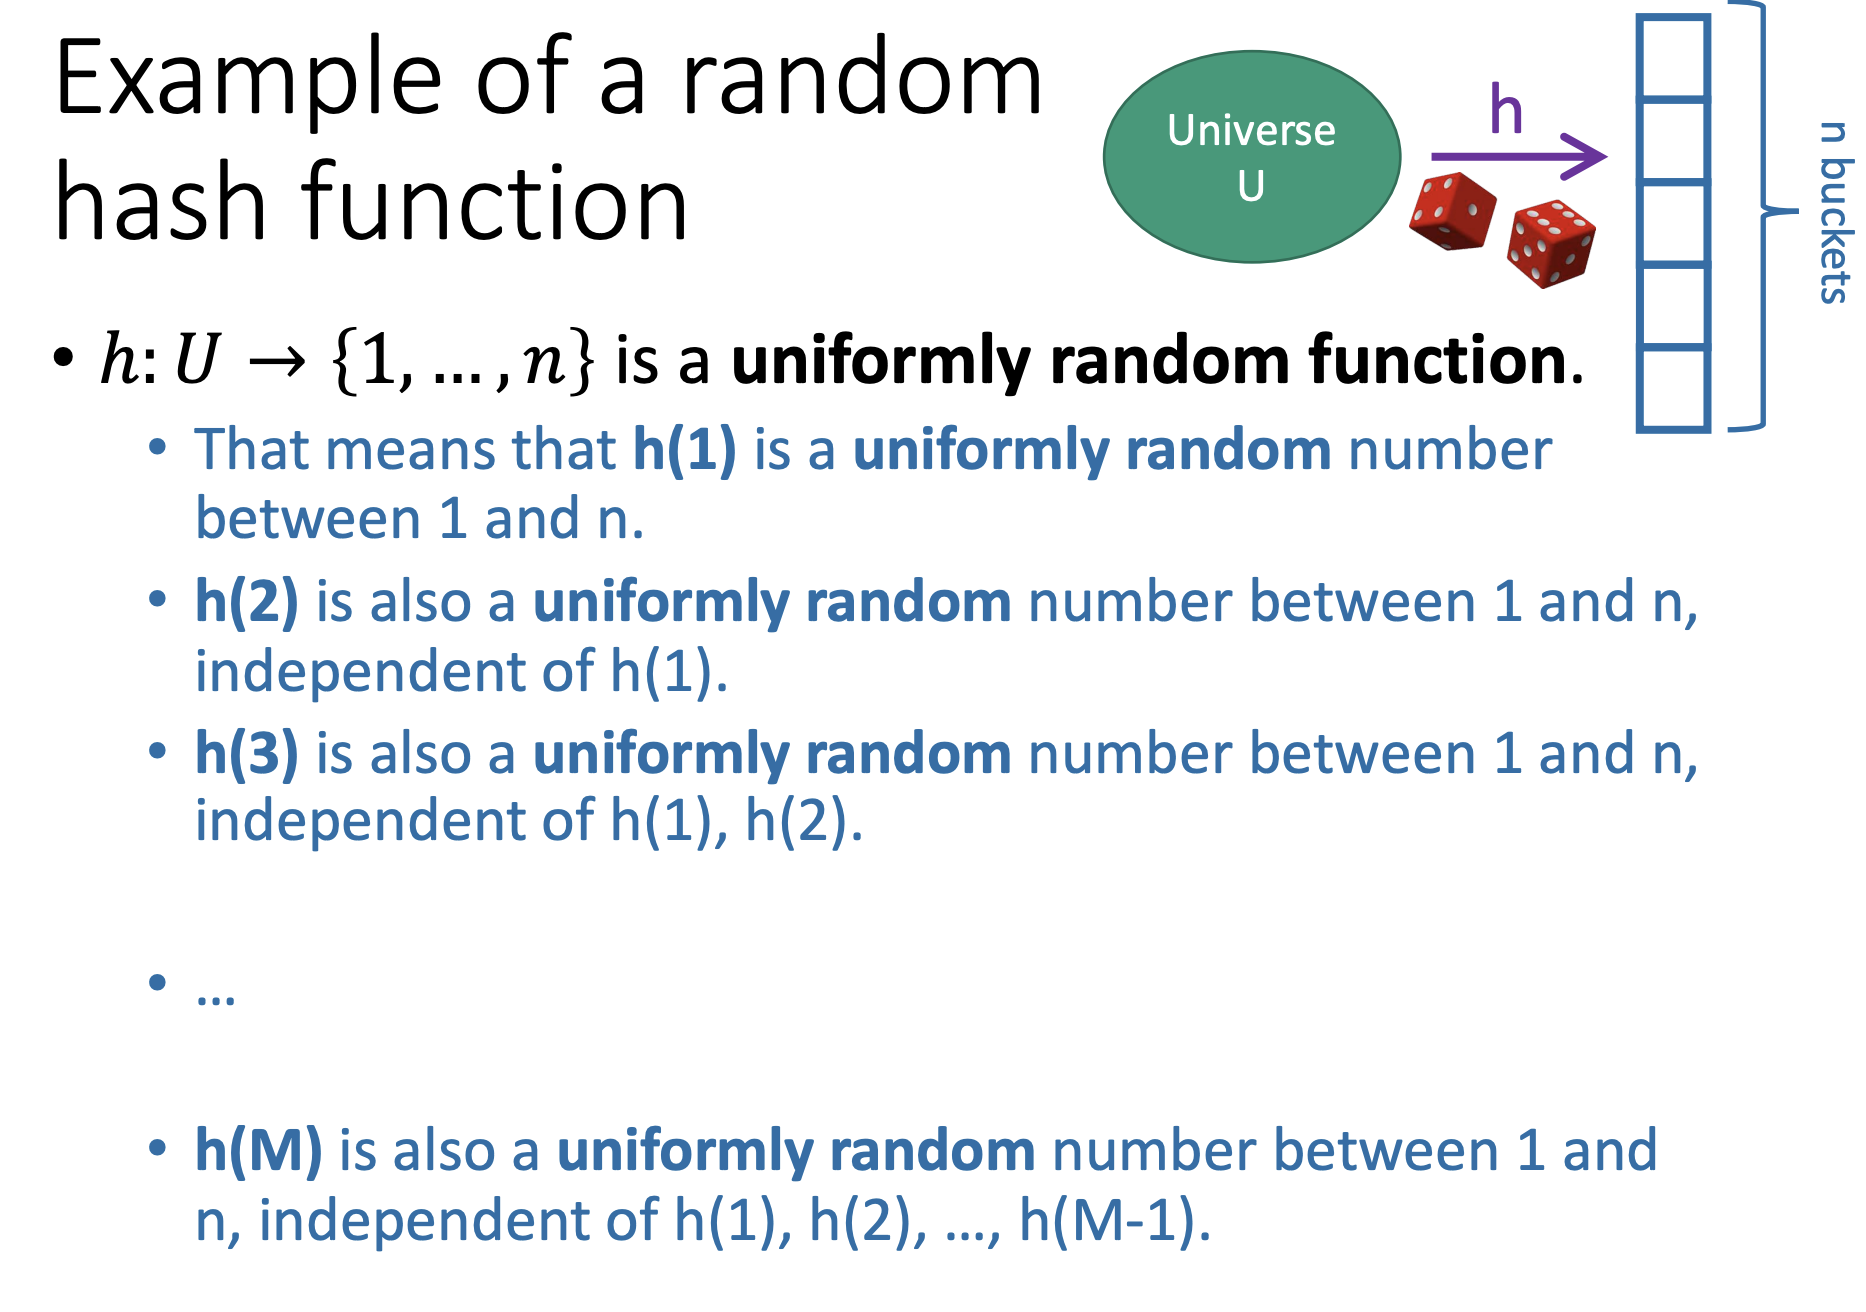 Example of a random
hash function
Universe
U
h
n buckets
• h: U → {1, … , n} is a uniformly random function.
• That means that h(1) is a uniformly random number
between 1 and n.
• h(2) is also a uniformly random number between 1 and n,
independent of h(1).
• h(3) is also a uniformly random number between 1 and n,
independent of h(1), h(2).
• …
• h(M) is also a uniformly random number between 1 and
n, independent of h(1), h(2), …, h(M-1).